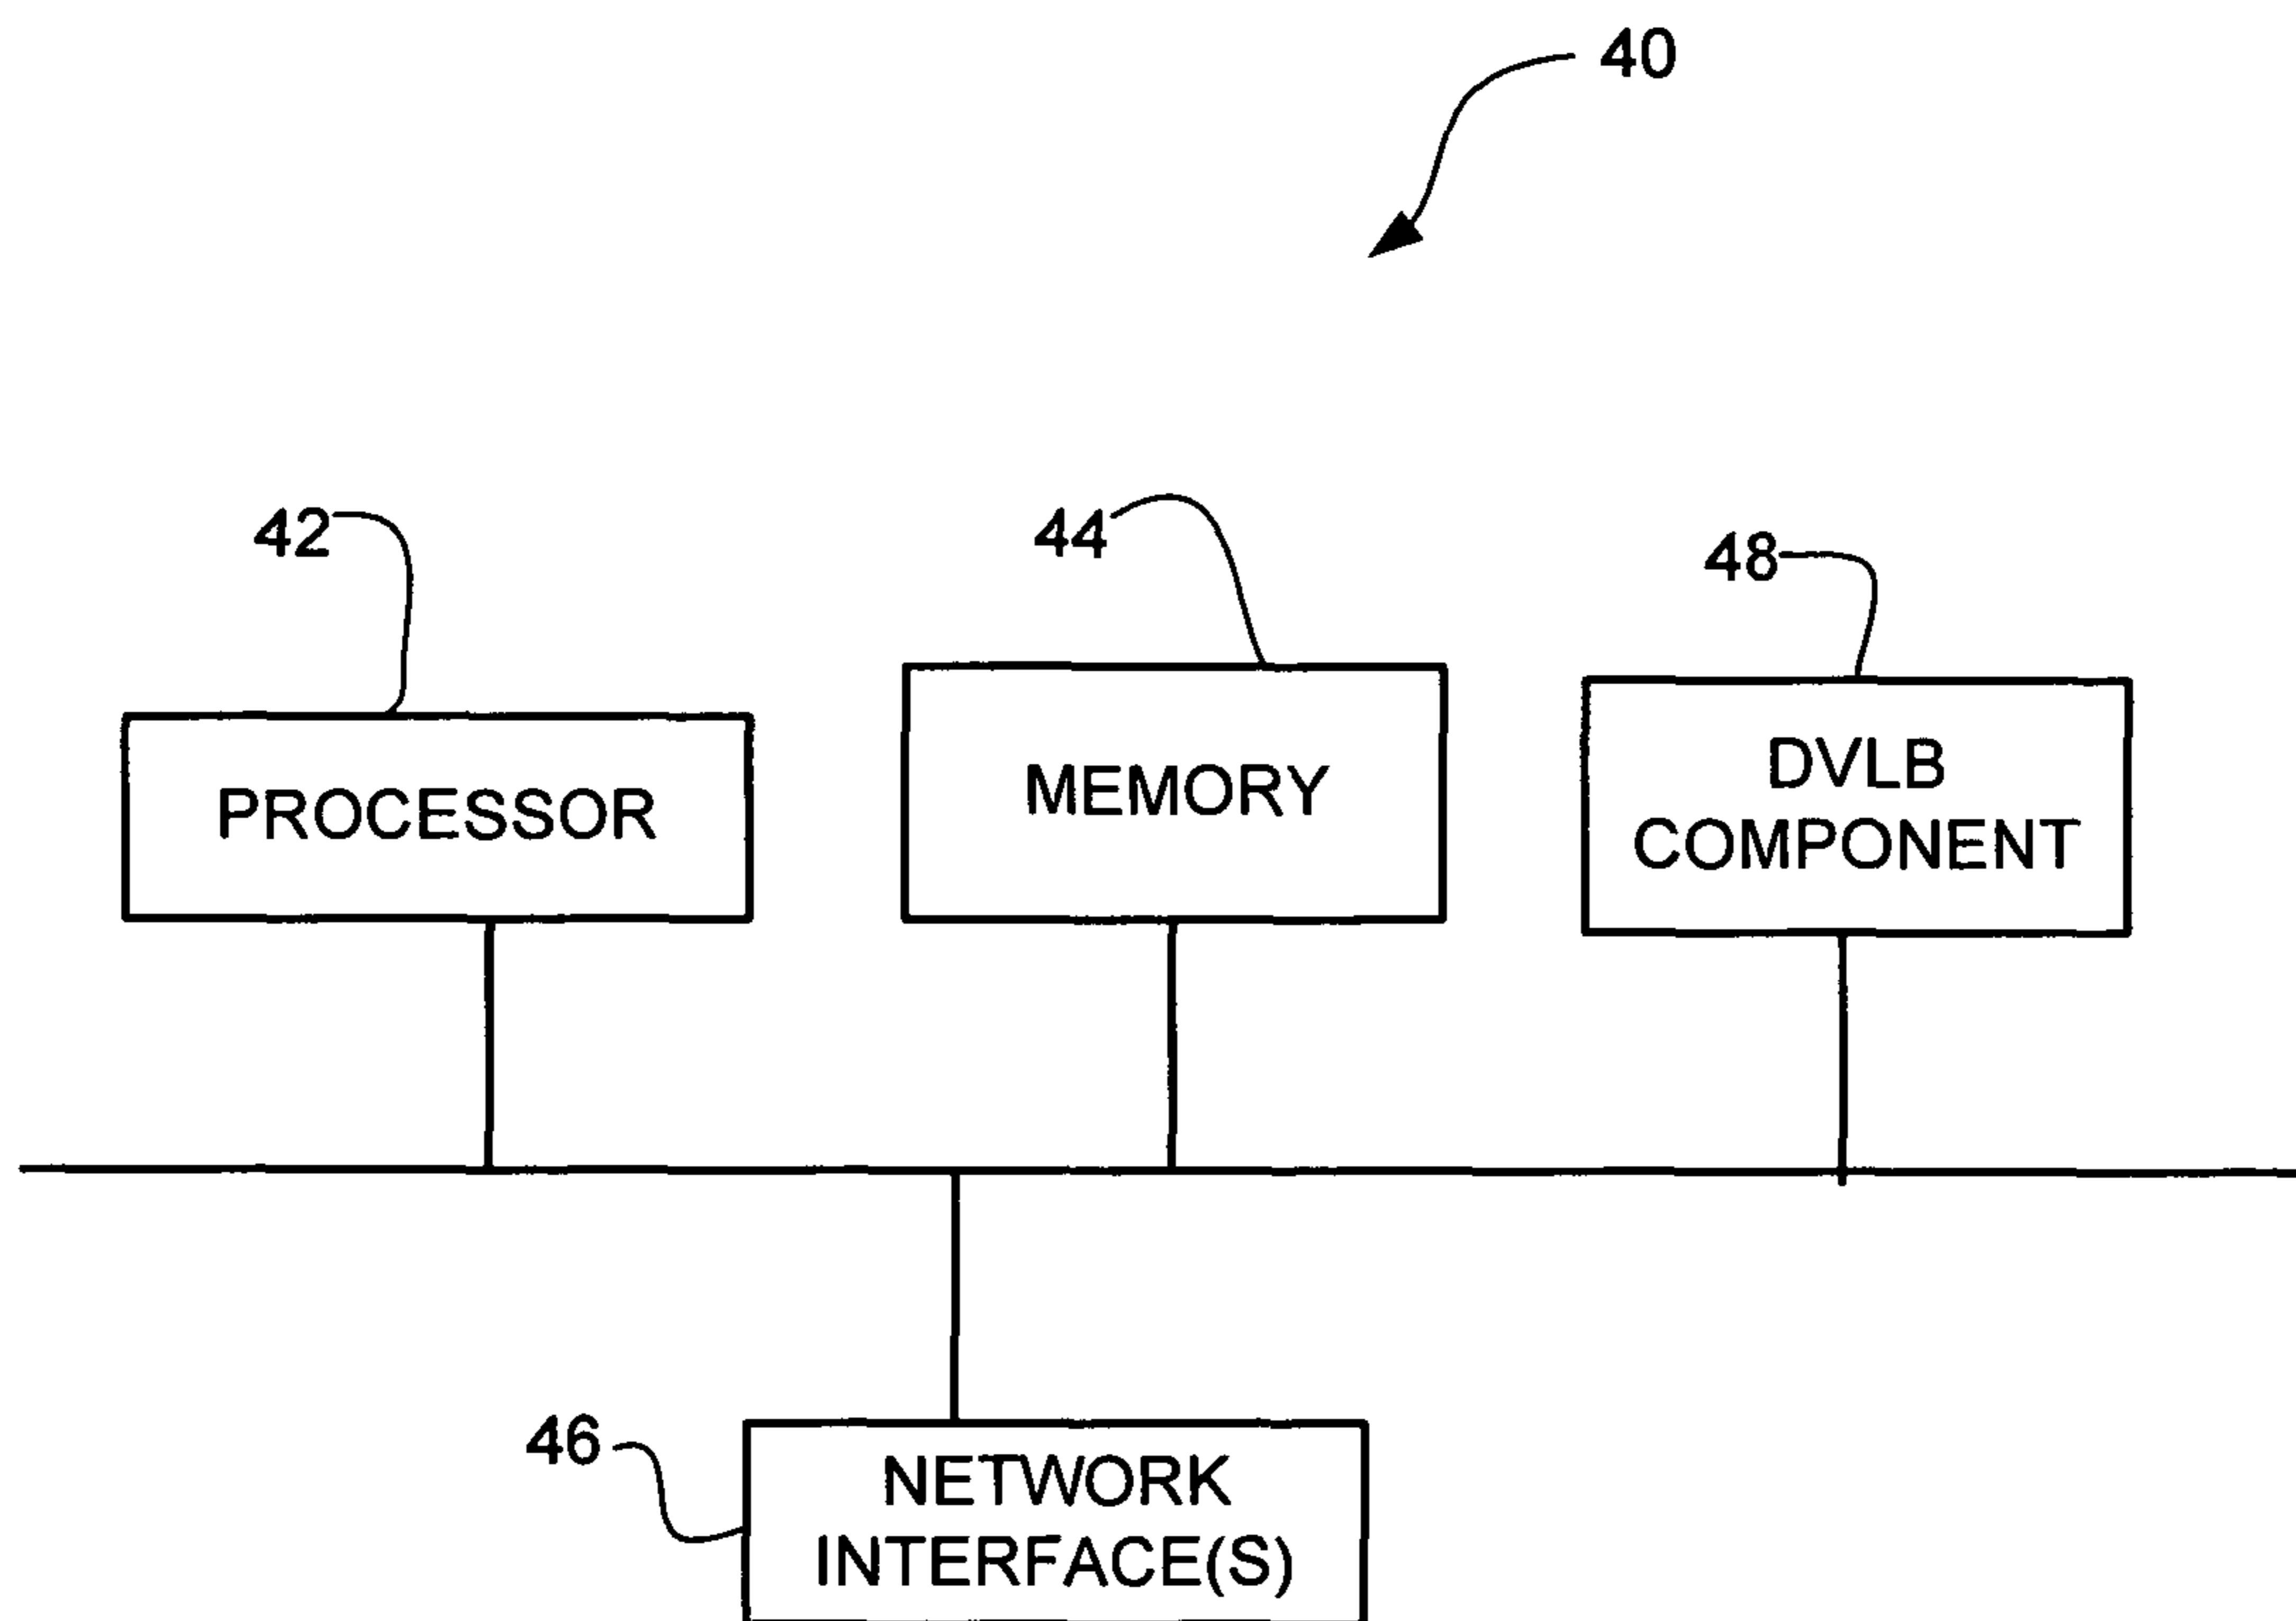 40
42
44
48
PROCESSOR
MEMORY
DVLB
COMPONENT
46
NETWORK
INTERFACE(S)